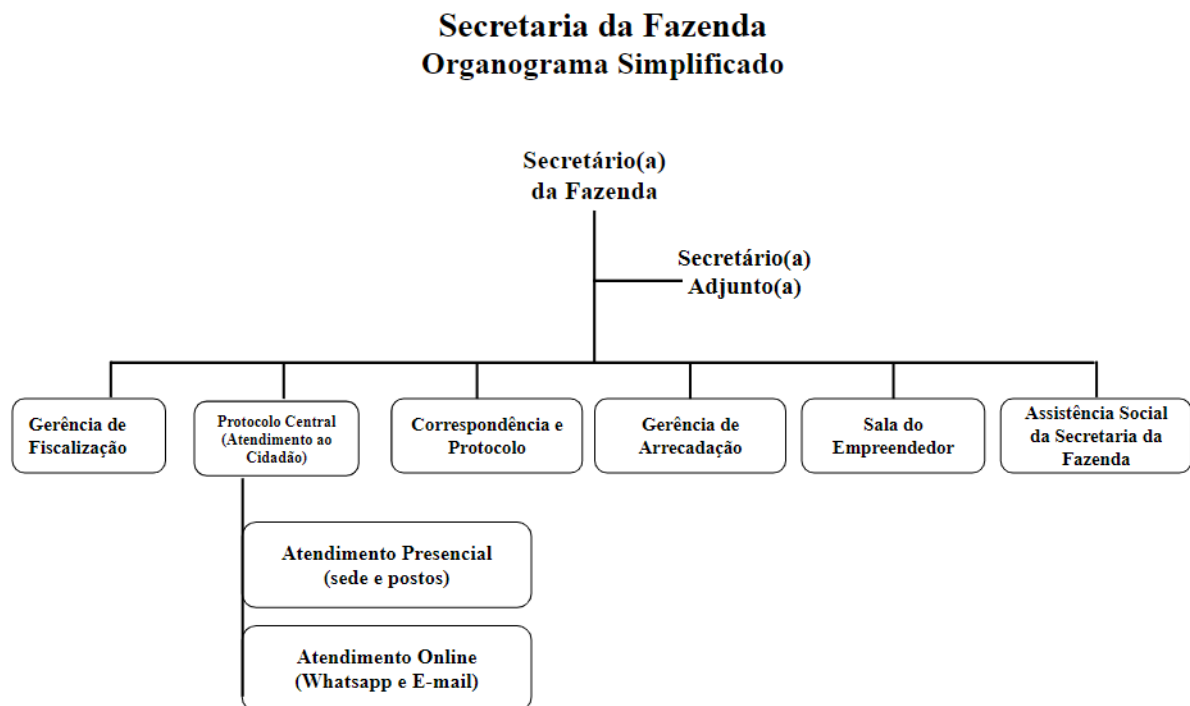 Secretaria da Fazenda
Organograma Simplificado
Secretário(a)
da Fazenda
Secretário(a)
Adjunto(a)
Gerência de
Fiscalização
Protocolo Central
(Atendimento ao
Cidadão)
Correspondência e
Protocolo
Gerência de
Arrecadação
Sala do
Empreendedor
Assistência Social
da Secretaria da
Fazenda
Atendimento Presencial
(sede e postos)
Atendimento Online
(Whatsapp e E-mail)